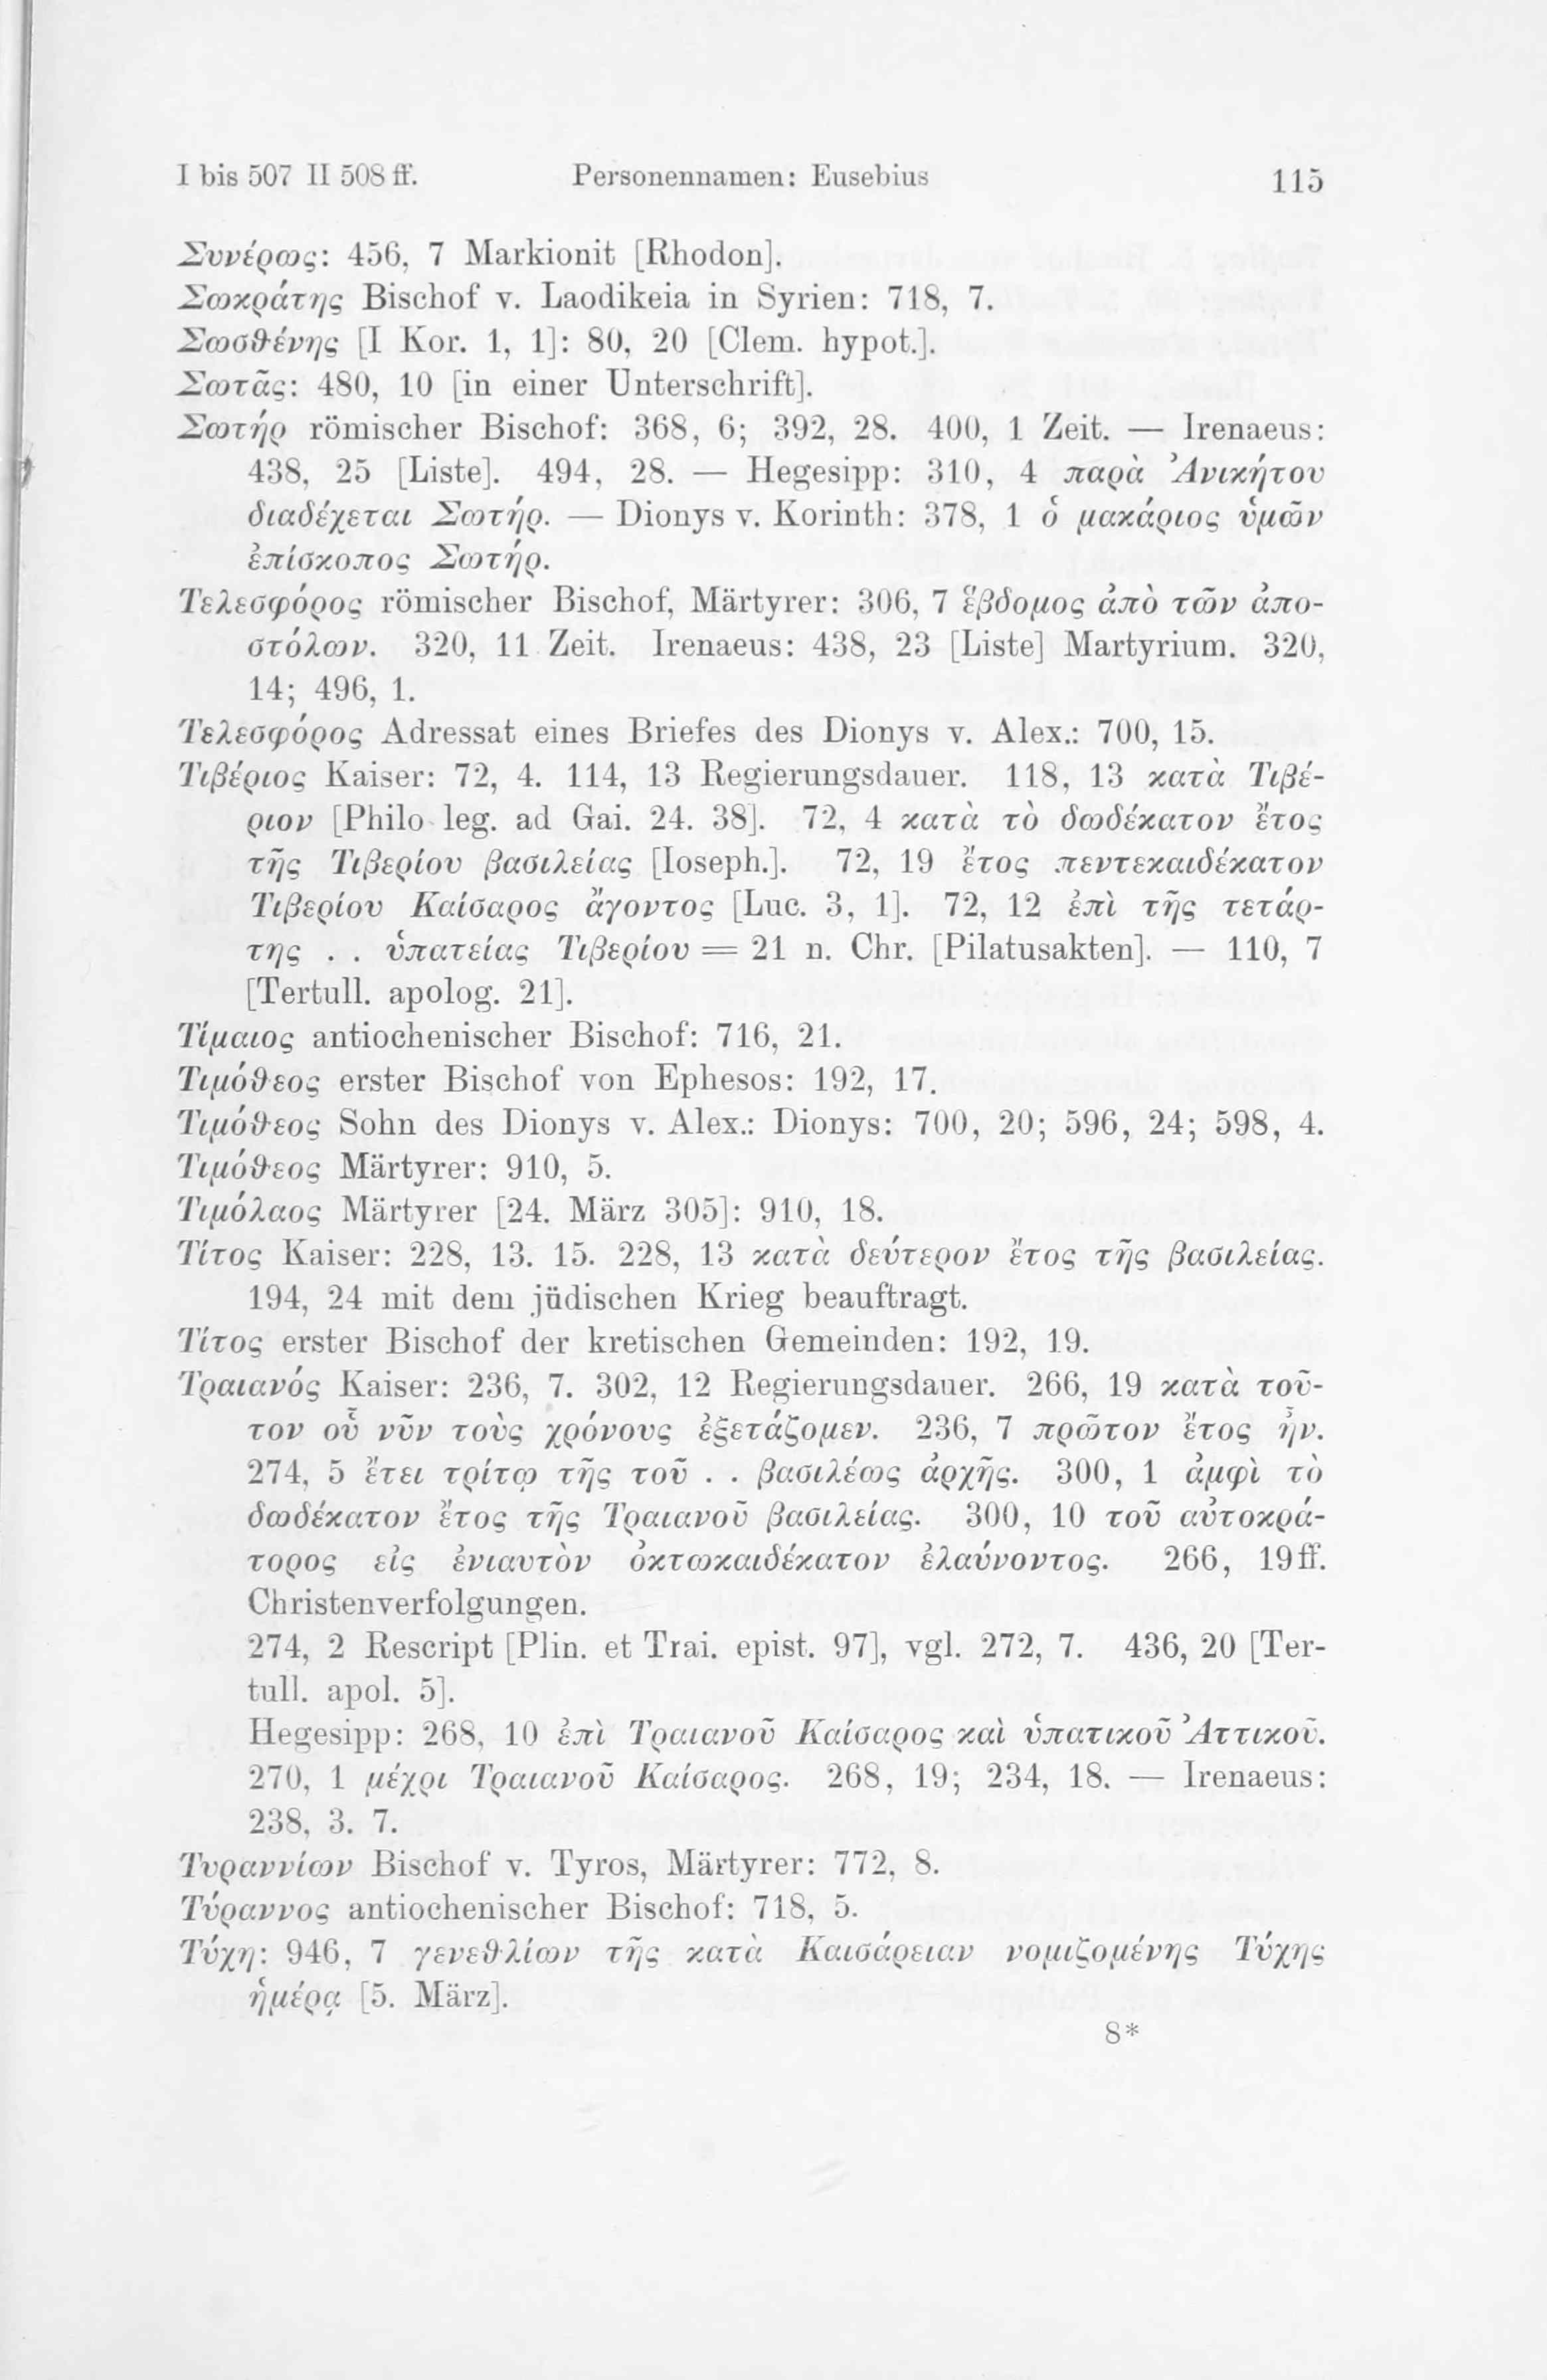 I bis 507 II 508 ff. Personennamen: Eusebius 115
Συνέρως: 456, 7 Markionit [Rhodon].
Σωκράτης Bischof v. Laodikeia in Syrien: 718, 7.
Σωσθένης [I Kor. 1, 1]: 80, 20 [Clem. hypot.].
Σωτᾶς: 480, 10 [in einer Unterschrift].
Σωτήρ römischer Bischof: 368, 6; 392, 28. 400, 1 Zeit. — Irenaeus:
438, 25 [Liste]. 494, 28. — Hegesipp: 310, 4 παρὰ Ἀνικήτου
διαδέχεται Σωτήρ. — Dionys v. Korinth: 378, 1 ὁ μακάριος ὑμῶν
ἐπίσκοπος Σωτήρ.
Τελεσφόρος römischer Bischof, Märtyrer: 306, 7 ἕβδομος ἀπὸ τῶν ἀπο-
στόλων. 320, 11 Zeit. Irenaeus: 438, 23 [Liste] Martyrium. 320,
14; 496, 1.
Τελεσφόρος Adressat eines Briefes des Dionys v. Alex.: 700, 15.
Τιβέριος Kaiser: 72, 4. 114, 13 Regierungsdauer. 118, 13 κατὰ Τιβέ-
ριον [Philo leg. ad Gai. 24. 38]. 72, 4 κατὰ τὸ δωδέκατον ἔτος
τῆς Τιβερίου βασιλείας [Ioseph.]. 72, 19 ἔτος πεντεκαιδέκατον
Τιβερίου Καίσαρος ἄγοντος [Luc. 3, 1]. 72, 12 ἐπὶ τῆς τετάρ-
της . . ὑπατείας Τιβερίου = 21 n. Chr. [Pilatusakten]. — 110, 7
[Tertull. apolog. 21].
Τίμαιος antiochenischer Bischof: 716, 21.
Τιμόθεος erster Bischof von Ephesos: 192, 17.
Τιμόθεος Sohn des Dionys v. Alex.: Dionys: 700, 20; 596, 24; 598, 4.
Τιμόθεος Märtyrer: 910, 5.
Τιμόλαος Märtyrer [24. März 305]: 910, 18.
Τίτος Kaiser: 228, 13. 15. 228, 13 κατὰ δεύτερον ἔτος τῆς βασιλείας.
194, 24 mit dem jüdischen Krieg beauftragt.
Τίτος erster Bischof der kretischen Gemeinden: 192, 19.
Τραιανός Kaiser: 236, 7. 302, 12 Regierungsdauer. 266, 19 κατὰ τοῦ-
τον οὗ νῦν τοὺς χρόνους ἐξετάζομεν. 236, 7 πρῶτον ἔτος ἦν.
274, 5 ἔτει τρίτῳ τῆς τοῦ . . βασιλέως ἀρχῆς. 300, 1 ἀμφὶ τὸ
δωδέκατον ἔτος τῆς Τραιανοῦ βασιλείας. 300, 10 τοῦ αὐτοκρά-
τορος εἰς ἐνιαυτὸν ὀκτωκαιδέκατον ἐλαύνοντος. 266, 19 ff.
Christenverfolgungen.
274, 2 Rescript [Plin. et Trai. epist. 97], vgl. 272, 7. 436, 20 [Ter-
tull. apol. 5].
Hegesipp: 268, 10 ἐπὶ Τραιανοῦ Καίσαρος καὶ ὑπατικοῦ Ἀττικοῦ.
270, 1 μέχρι Τραιανοῦ Καίσαρος. 268, 19; 234, 18. — Irenaeus:
238, 3. 7.
Τυραννίων Bischof v. Tyros, Märtyrer: 772, 8.
Τύραννος antiochenischer Bischof: 718, 5.
Τύχη: 946, 7 γενεθλίων τῆς κατὰ Καισάρειαν νομιζομένης Τύχης
ἡμέρᾳ [5. März].
8*